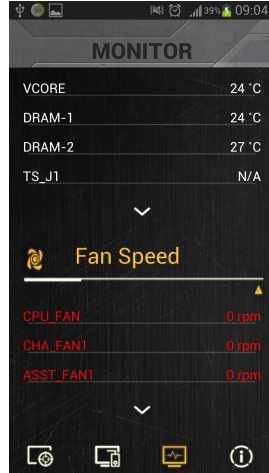 39% 09:04
MONITOR
VCORE 24 °C
DRAM-1 24 °C
DRAM-2 27 °C
TS_J1 N/A
Fan Speed
CPU_FAN 0 rpm
CHA_FAN1 0 rpm
ASST_FAN1 0 rpm